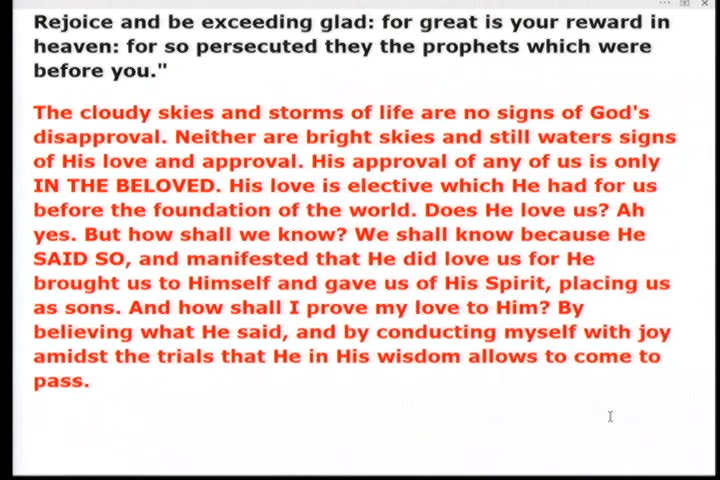 Rejoice and be exceeding glad: for great is your reward in
heaven: for so persecuted they the prophets which were
before you."
The cloudy skies and storms of life are no signs of God's
disapproval. Neither are bright skies and still waters signs
of His love and approval. His approval of any of us is only
IN THE BELOVED. His love is elective which He had for us
before the foundation of the world. Does He love us? Ah
yes. But how shall we know? We shall know because He
SAID SO, and manifested that He did love us for He
brought us to Himself and gave us of His Spirit, placing us
as sons. And how shall I prove my love to Him? By
believing what He said, and by conducting myself with joy
amidst the trials that He in His wisdom allows to come to
pass.